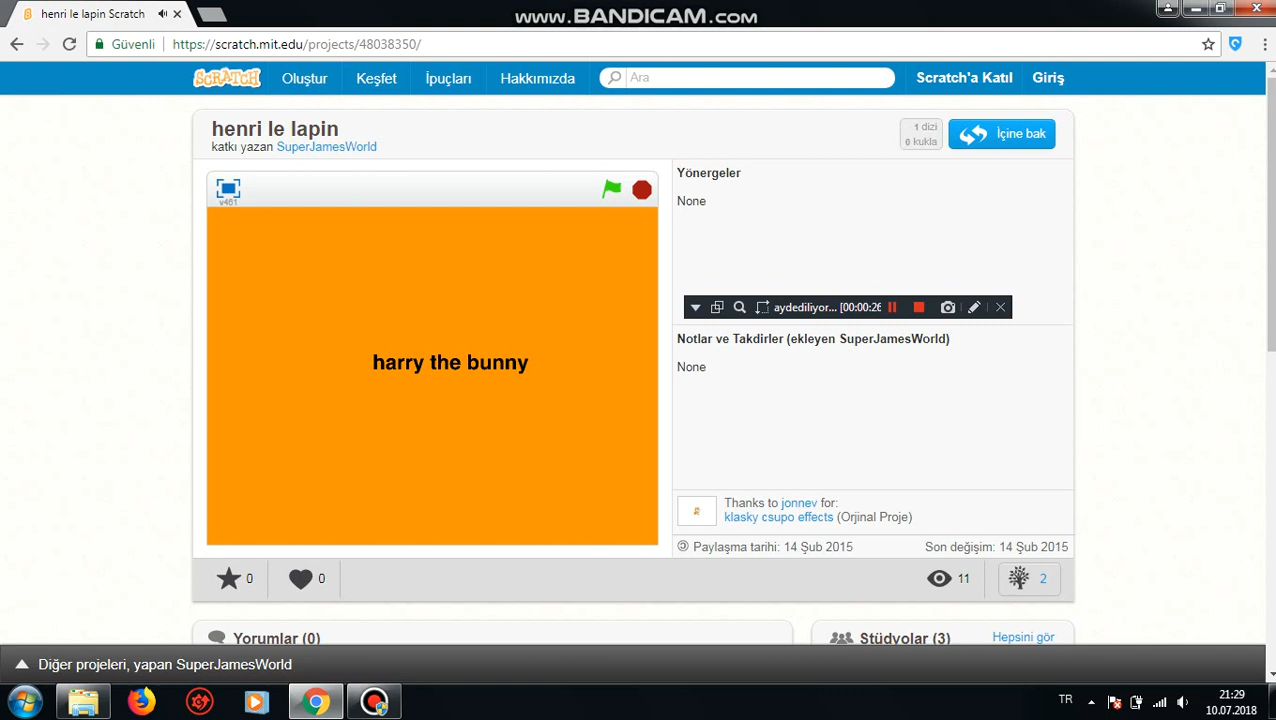 henri le lapin Scratch
www.BANDICAM.com
Güvenli
https://scratch.mit.edu/projects/48038350/
SCRATCH
Oluştur
Keşfet
İpuçları
Hakkımızda
Ara
Scratch'a Katıl
Giriş
henri le lapin
katkı yazan SuperJamesWorld
1 dizi
0 kukla
İçine bak
v461
harry the bunny
Yönergeler
None
aydediliyor... [00:00:26
Notlar ve Takdirler (ekleyen SuperJamesWorld)
None
Thanks to jonnev for:
klasky csupo effects (Orjinal Proje)
Paylaşma tarihi: 14 Şub 2015
Son değişim: 14 Şub 2015
0
0
11
2
Yorumlar (0)
Stüdyolar (3)
Hepsini gör
Diğer projeleri, yapan SuperJamesWorld
TR
21:29
10.07.2018